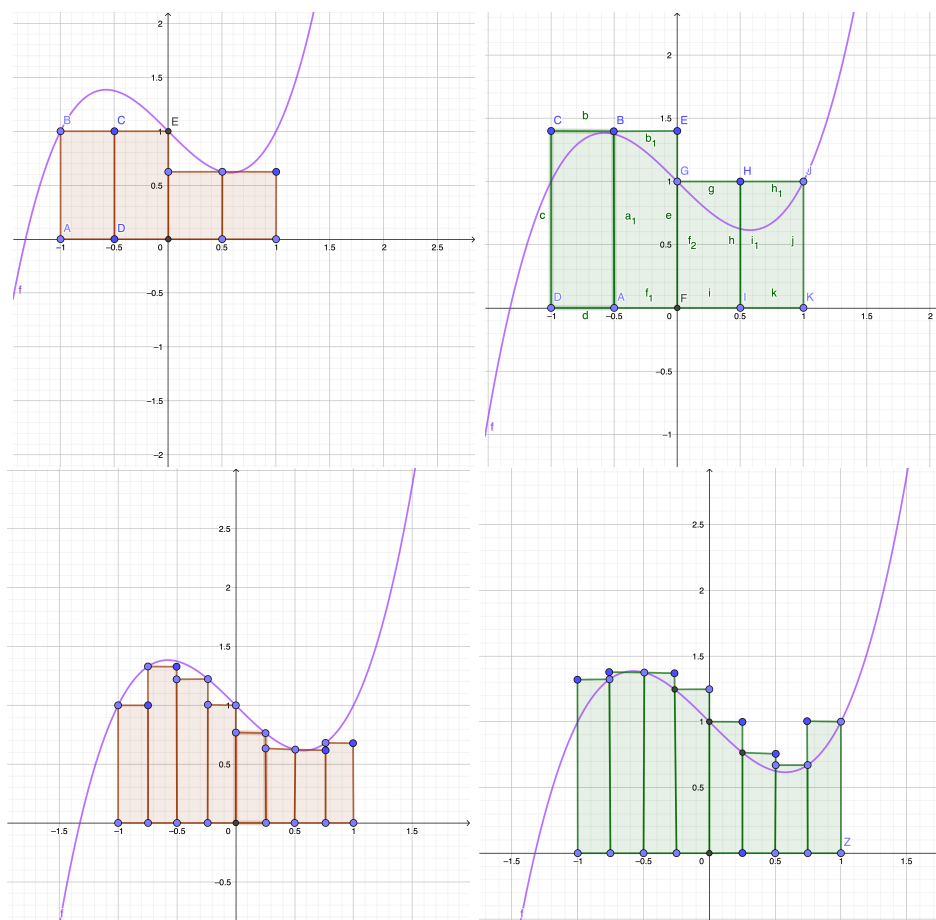 2
1.5
B C E
1
0.5
A D
−1 −0.5 0 0.5 1 1.5 2 2.5
f
−0.5
−1
−1.5
−2
2
1.5
b
C B E
b₁
G H J
1
g h₁
c a₁ e
f₂ h i₁ j
0.5
D A f₁ F i I k K
−1 −0.5 0 0.5 1 1.5 2
d
−0.5
f
−1
2.5
2
1.5
1
0.5
−1.5 −1 −0.5 0 0.5 1 1.5
−0.5
f
2.5
2
1.5
1
0.5
Z
−1.5 −1 −0.5 0 0.5 1 1.5
f